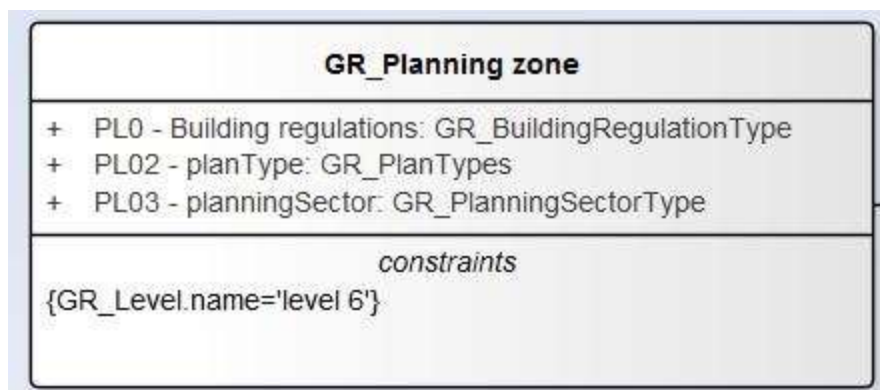 GR_Planning zone
+ PL0 - Building regulations: GR_BuildingRegulationType
+ PL02 - planType: GR_PlanTypes
+ PL03 - planningSector: GR_PlanningSectorType
constraints
{GR_Level.name='level 6'}